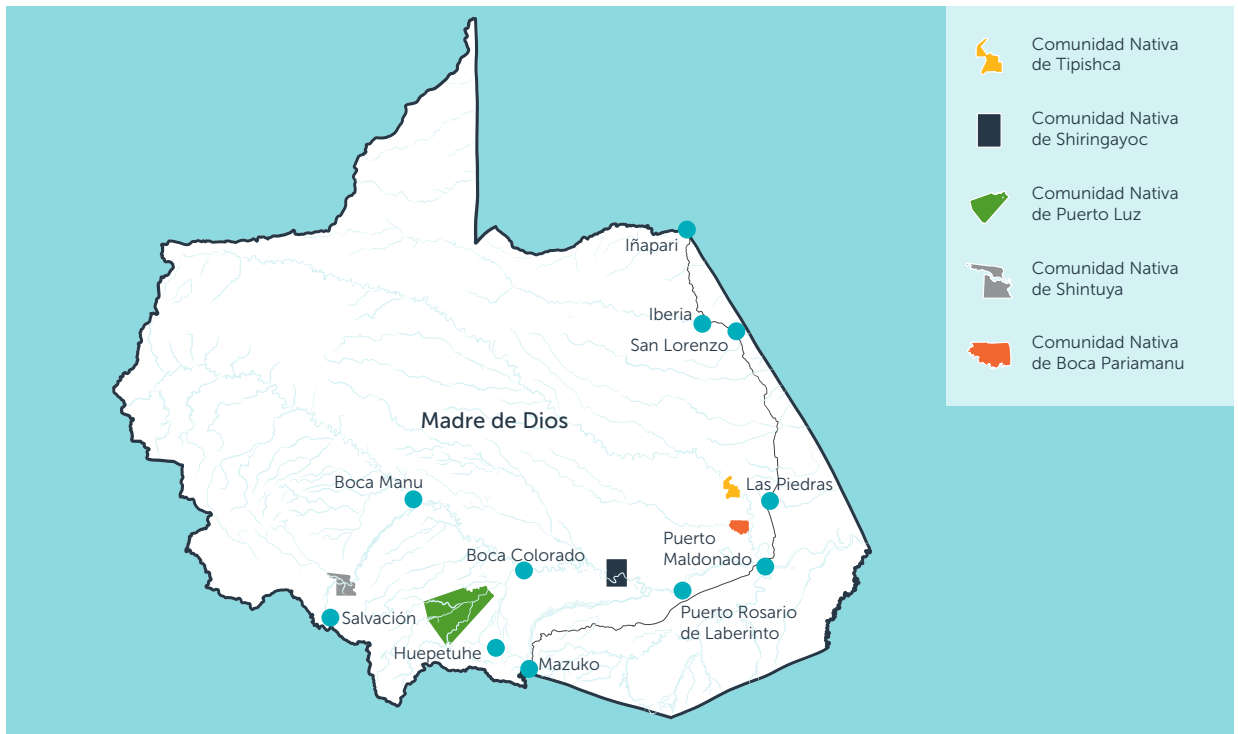 Comunidad Nativa
de Tipishca
Comunidad Nativa
de Shiringayoc
Comunidad Nativa
de Puerto Luz
Comunidad Nativa
de Shintuya
Comunidad Nativa
de Boca Pariamanu
Iñapari
Iberia
San Lorenzo
Madre de Dios
Boca Manu
Las Piedras
Puerto
Maldonado
Boca Colorado
Salvación
Puerto Rosario
de Laberinto
Huepetuhe
Mazuko